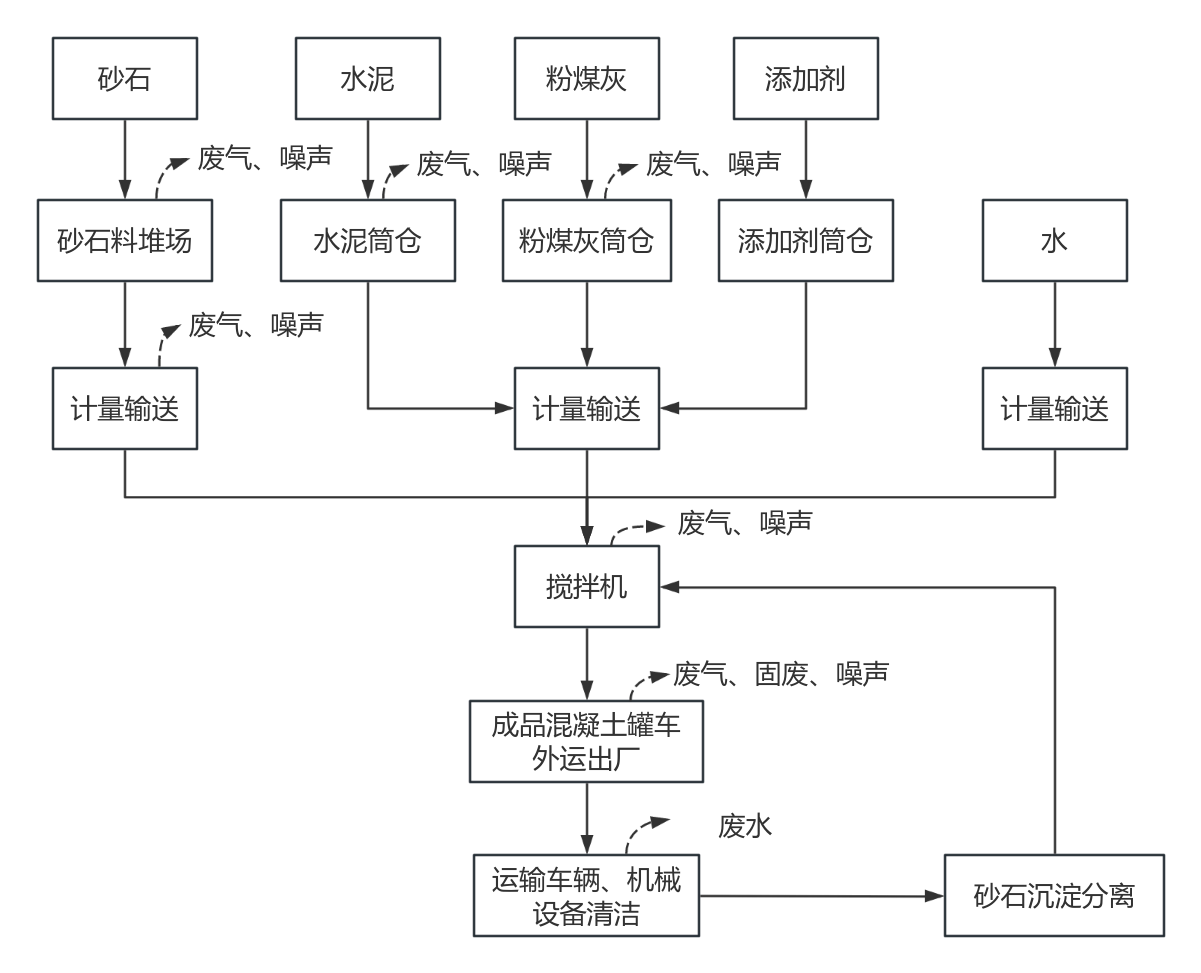 砂石
水泥
粉煤灰
添加剂
废气、噪声
废气、噪声
废气、噪声
砂石料堆场
水泥筒仓
粉煤灰筒仓
添加剂筒仓
水
废气、噪声
计量输送
计量输送
计量输送
废气、噪声
搅拌机
废气、固废、噪声
成品混凝土罐车
外运出厂
废水
运输车辆、机械
设备清洁
砂石沉淀分离